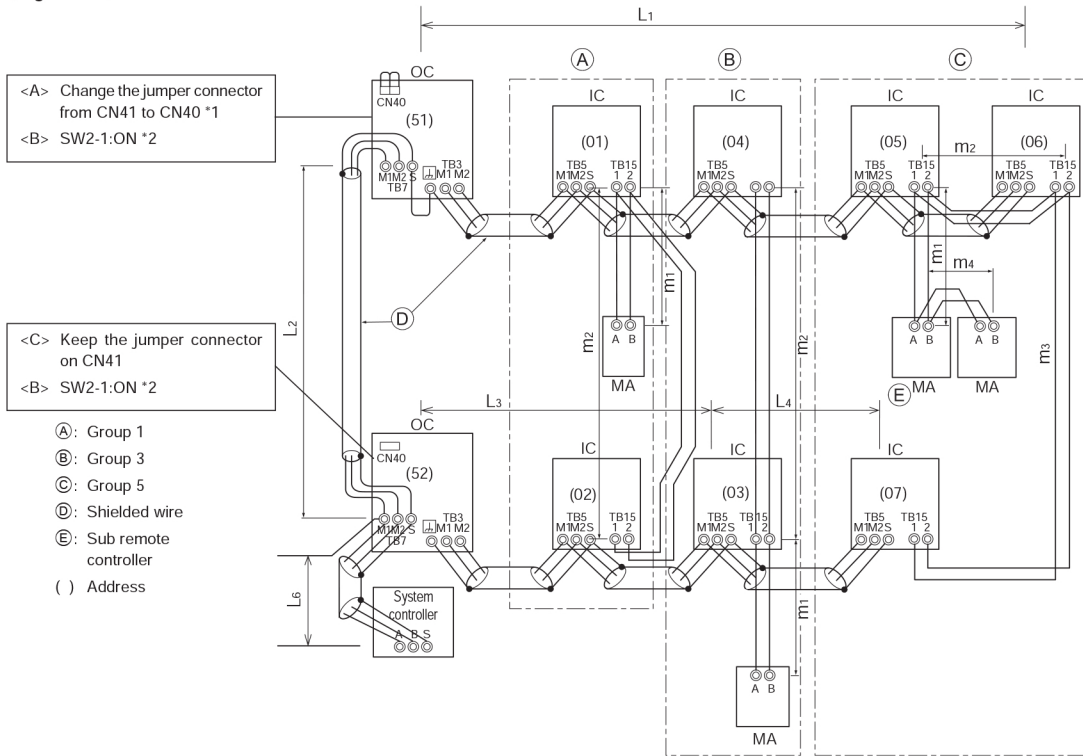 L1
A
B
C
OC
IC
IC
IC
IC
<A> Change the jumper connector
from CN41 to CN40 *1
<B> SW2-1:ON *2
CN40
(51)
(01)
(04)
(05)
(06)
m2
TB3
M1 M2 S
M1 M2
TB7
TB5
M1M2S
TB15
1 2
TB5
M1M2S
TB5
M1M2S
TB15
1 2
TB5
M1M2S
TB15
1 2
L2
D
m2
m1
m2
m1
m4
m3
A B
MA
A B
MA
A B
MA
E
<C> Keep the jumper connector
on CN41
<B> SW2-1:ON *2
L3
L4
OC
IC
IC
IC
CN40
(52)
(02)
(03)
(07)
A: Group 1
B: Group 3
C: Group 5
D: Shielded wire
E: Sub remote
controller
( ) Address
M1M2 S
TB7
TB3
M1 M2
TB5
M1M2S
TB15
1 2
TB5
M1M2S
TB15
1 2
TB5
M1M2S
TB15
1 2
L6
System
controller
A B S
m1
A B
MA